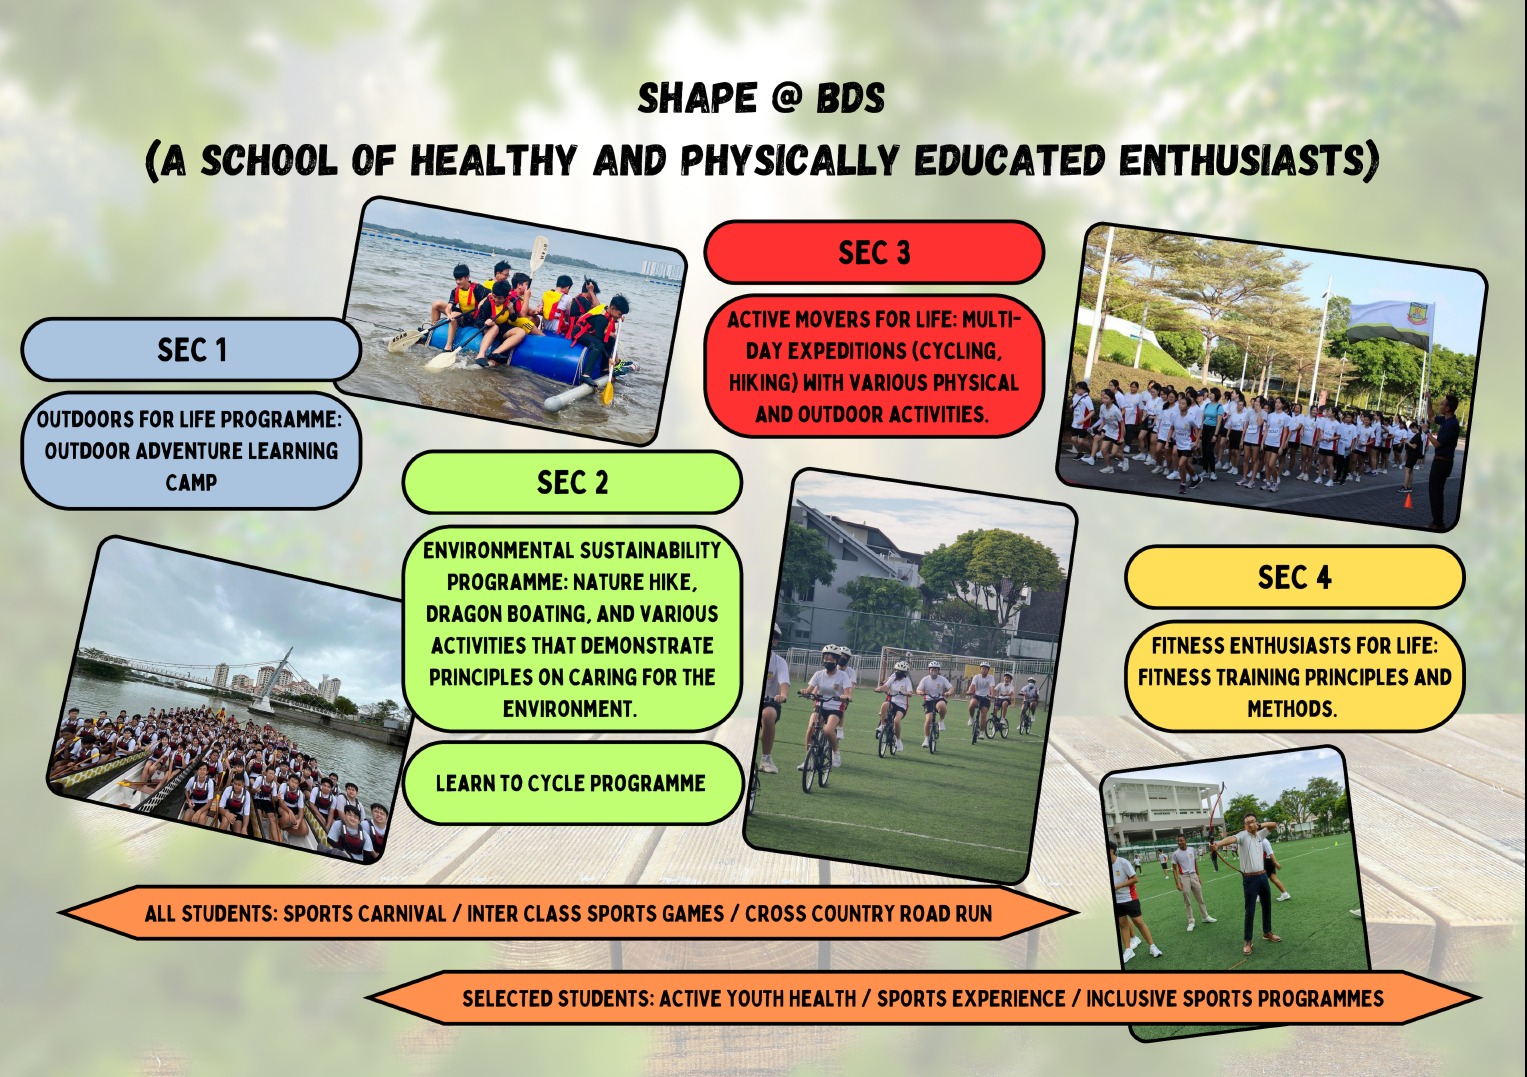 SHAPE @ BDS
(A SCHOOL OF HEALTHY AND PHYSICALLY EDUCATED ENTHUSIASTS)
SEC 1
OUTDOORS FOR LIFE PROGRAMME:
OUTDOOR ADVENTURE LEARNING
CAMP
SEC 2
ENVIRONMENTAL SUSTAINABILITY
PROGRAMME: NATURE HIKE,
DRAGON BOATING, AND VARIOUS
ACTIVITIES THAT DEMONSTRATE
PRINCIPLES ON CARING FOR THE
ENVIRONMENT.
LEARN TO CYCLE PROGRAMME
SEC 3
ACTIVE MOVERS FOR LIFE: MULTI-
DAY EXPEDITIONS (CYCLING,
HIKING) WITH VARIOUS PHYSICAL
AND OUTDOOR ACTIVITIES.
SEC 4
FITNESS ENTHUSIASTS FOR LIFE:
FITNESS TRAINING PRINCIPLES AND
METHODS.
ALL STUDENTS: SPORTS CARNIVAL / INTER CLASS SPORTS GAMES / CROSS COUNTRY ROAD RUN
SELECTED STUDENTS: ACTIVE YOUTH HEALTH / SPORTS EXPERIENCE / INCLUSIVE SPORTS PROGRAMMES